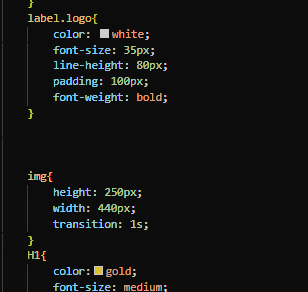 }
label.logo{
color: white;
font-size: 35px;
line-height: 80px;
padding: 100px;
font-weight: bold;
}
img{
height: 250px;
width: 440px;
transition: 1s;
}
H1{
color: gold;
font-size: medium;